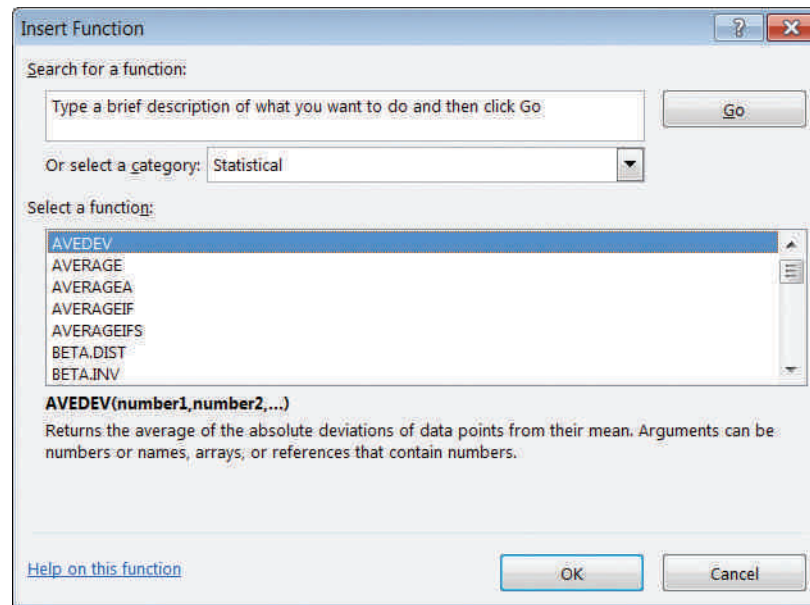 Insert Function
Search for a function:
Type a brief description of what you want to do and then click Go
Go
Or select a category: Statistical
Select a function:
AVEDEV
AVERAGE
AVERAGEA
AVERAGEIF
AVERAGEIFS
BETA.DIST
BETA.INV
AVEDEV(number1,number2,...)
Returns the average of the absolute deviations of data points from their mean. Arguments can be
numbers or names, arrays, or references that contain numbers.
Help on this function
OK
Cancel